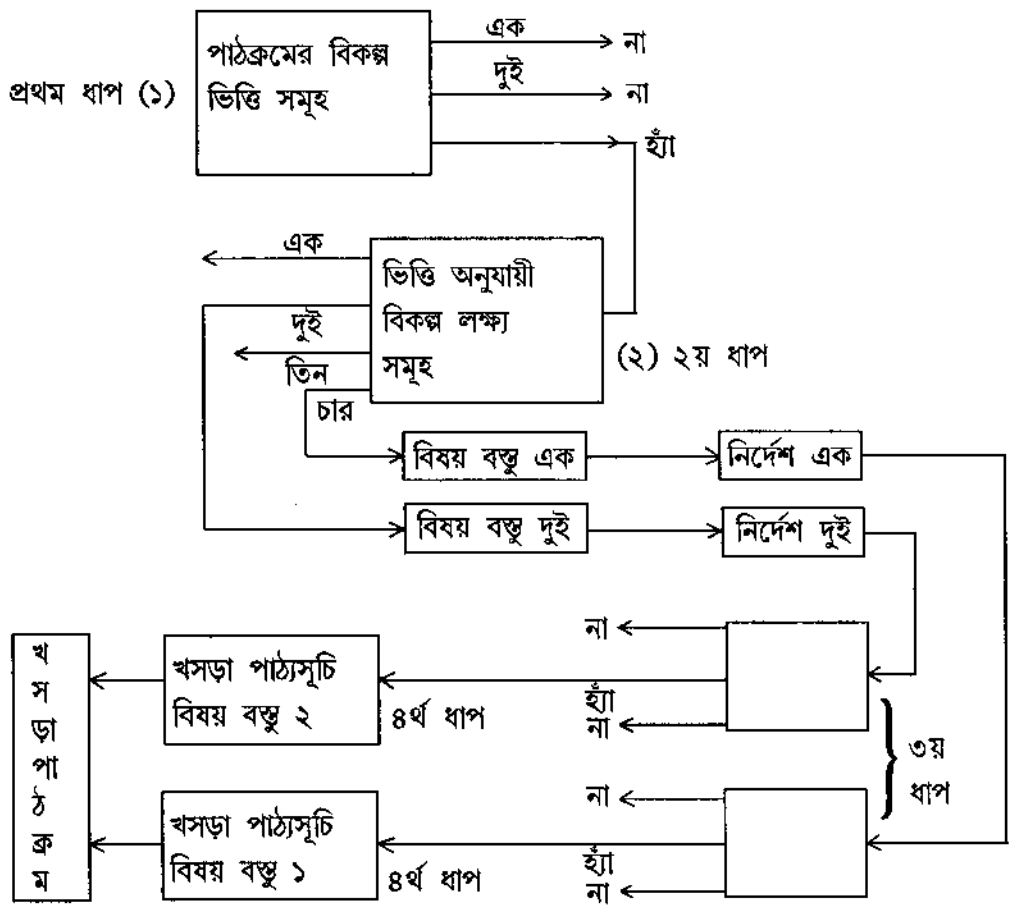 এক
না
পাঠক্রমের বিকল্প
দুই
প্রথম ধাপ (১)
ভিত্তি সমূহ
না
হ্যাঁ
এক
ভিত্তি অনুযায়ী
দুই
বিকল্প লক্ষ্য
সমূহ
(২) ২য় ধাপ
তিন
চার
বিষয় বস্তু এক
নির্দেশ এক
বিষয় বস্তু দুই
নির্দেশ দুই
না
খসড়া পাঠ্যসূচি
বিষয় বস্তু ২
৪র্থ ধাপ
হ্যাঁ
না
৩য়
ধাপ
না
খসড়া পাঠ্যসূচি
বিষয় বস্তু ১
৪র্থ ধাপ
হ্যাঁ
না
খ
স
ড়া
পা
ঠ
ক্র
ম